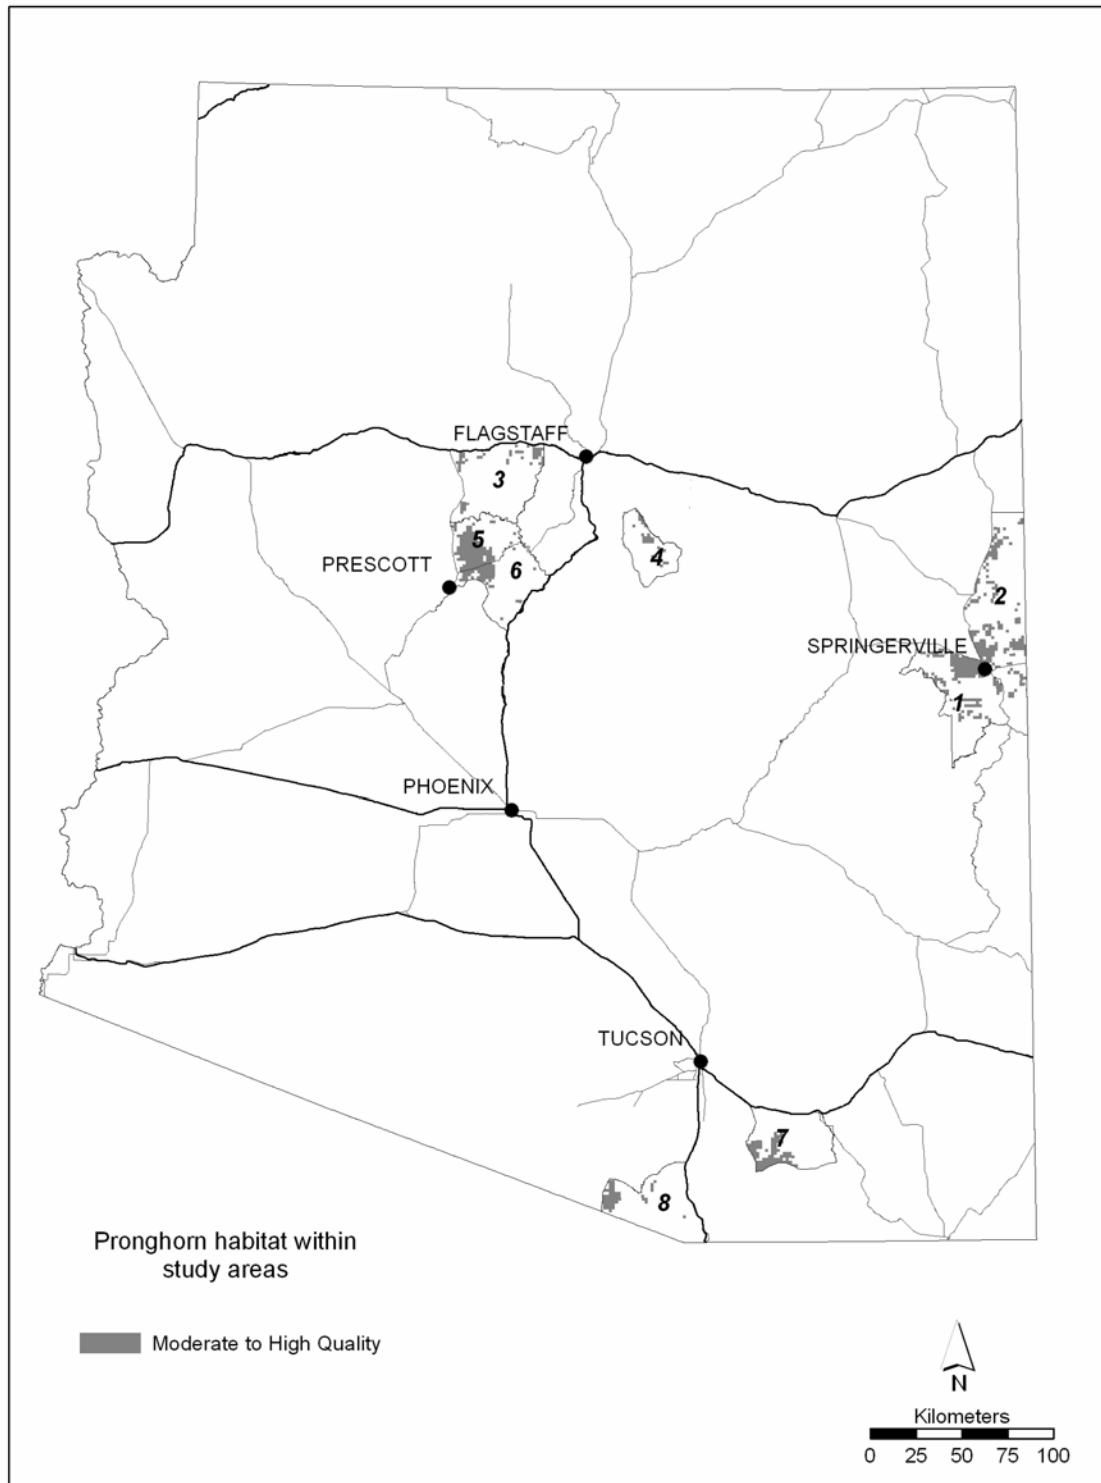 FLAGSTAFF
3
5
PRESCOTT
6
4
2
SPRINGERVILLE
1
PHOENIX
TUCSON
7
8
Pronghorn habitat within
study areas
Moderate to High Quality
N
Kilometers
0 25 50 75 100